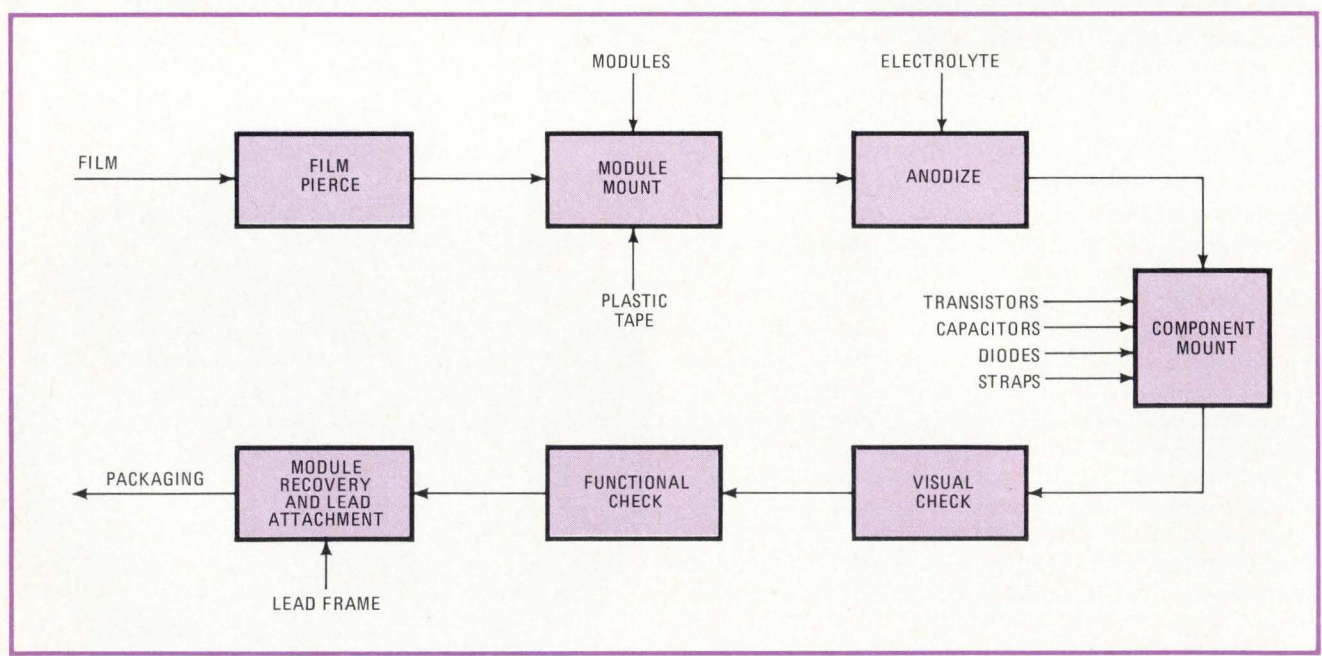 MODULES
ELECTROLYTE
FILM
FILM
PIERCE
MODULE
MOUNT
ANODIZE
PLASTIC
TAPE
TRANSISTORS
CAPACITORS
DIODES
STRAPS
COMPONENT
MOUNT
PACKAGING
MODULE
RECOVERY
AND LEAD
ATTACHMENT
FUNCTIONAL
CHECK
VISUAL
CHECK
LEAD FRAME